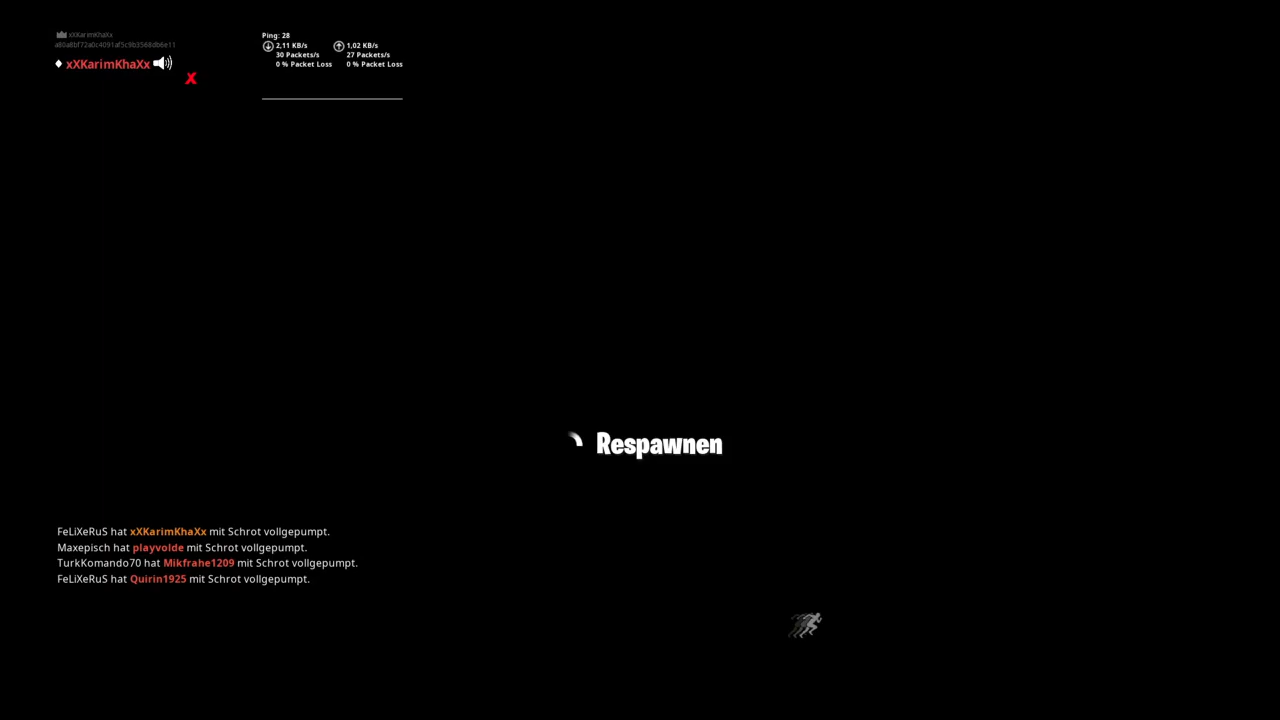 xXKarimKhaXx
a80a8bf72a0c4091af5c9b3568db6e11
xXKarimKhaXx
Ping: 28
2,11 KB/s 1,02 KB/s
30 Packets/s 27 Packets/s
0 % Packet Loss 0 % Packet Loss
Respawnen
FeLiXeRuS hat xXKarimKhaXx mit Schrot vollgepumpt.
Maxepisch hat playvolde mit Schrot vollgepumpt.
TurkKomando70 hat Mikfrahe1209 mit Schrot vollgepumpt.
FeLiXeRuS hat Quirin1925 mit Schrot vollgepumpt.